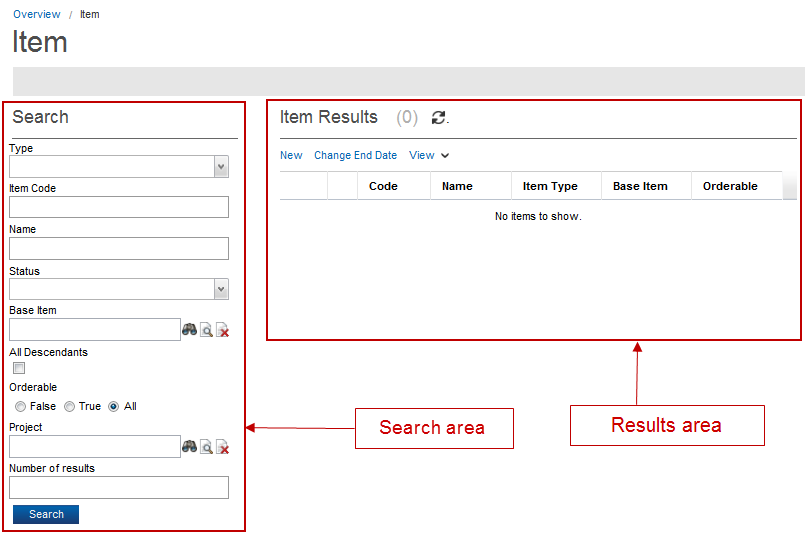 Overview / Item
Item
Search
Type
Item Code
Name
Status
Base Item
All Descendants
Orderable
False True All
Project
Number of results
Search
Item Results (0) .
New Change End Date View
Code Name Item Type Base Item Orderable
No items to show.
Search area
Results area